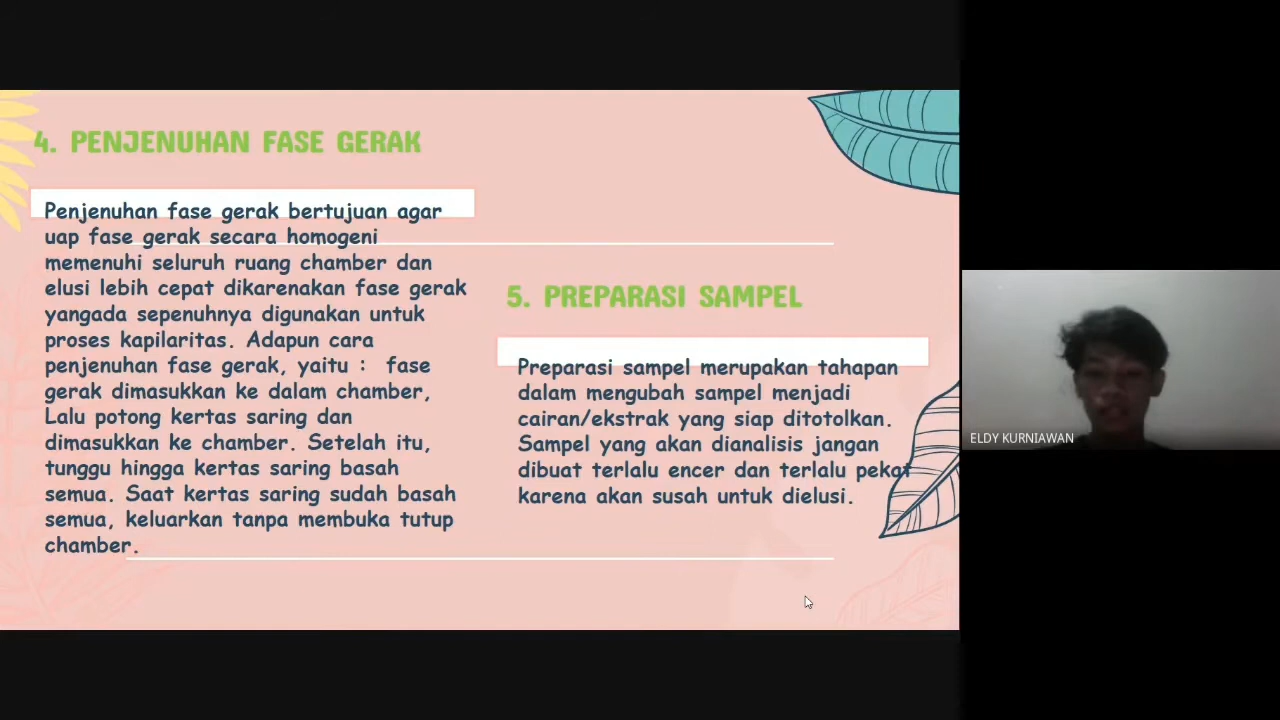 4. PENJENUHAN FASE GERAK
Penjenuhan fase gerak bertujuan agar
uap fase gerak secara homogeni
memenuhi seluruh ruang chamber dan
elusi lebih cepat dikarenakan fase gerak
yangada sepenuhnya digunakan untuk
proses kapilaritas. Adapun cara
penjenuhan fase gerak, yaitu : fase
gerak dimasukkan ke dalam chamber,
Lalu potong kertas saring dan
dimasukkan ke chamber. Setelah itu,
tunggu hingga kertas saring basah
semua. Saat kertas saring sudah basah
semua, keluarkan tanpa membuka tutup
chamber.
5. PREPARASI SAMPEL
Preparasi sampel merupakan tahapan
dalam mengubah sampel menjadi
cairan/ekstrak yang siap ditotolkan.
Sampel yang akan dianalisis jangan
dibuat terlalu encer dan terlalu pekat
karena akan susah untuk dielusi.
ELDY KURNIAWAN